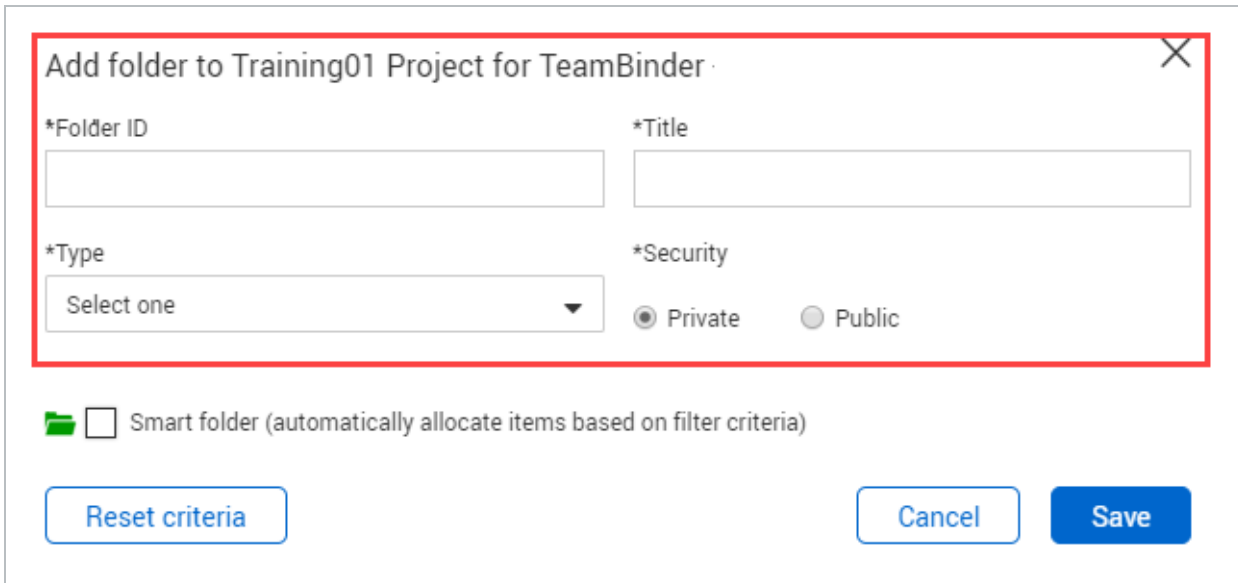 Add folder to Training01 Project for TeamBinder
*Folder ID
*Title
*Type
*Security
Select one
Private
Public
Smart folder (automatically allocate items based on filter criteria)
Reset criteria
Cancel
Save